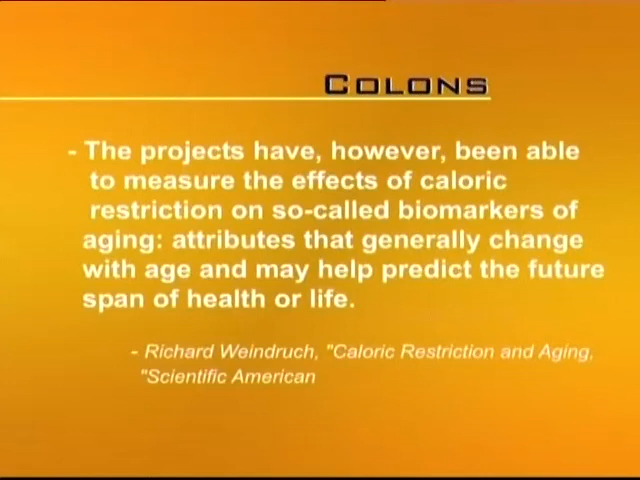 COLONS
- The projects have, however, been able
to measure the effects of caloric
restriction on so-called biomarkers of
aging: attributes that generally change
with age and may help predict the future
span of health or life.
- Richard Weindruch, "Caloric Restriction and Aging,
"Scientific American